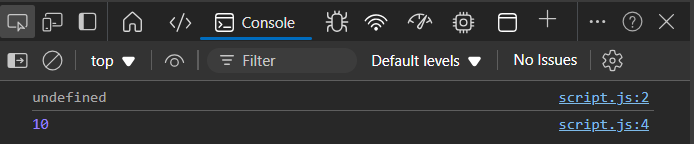 Console
top
Filter
Default levels
No Issues
undefined script.js:2
10 script.js:4